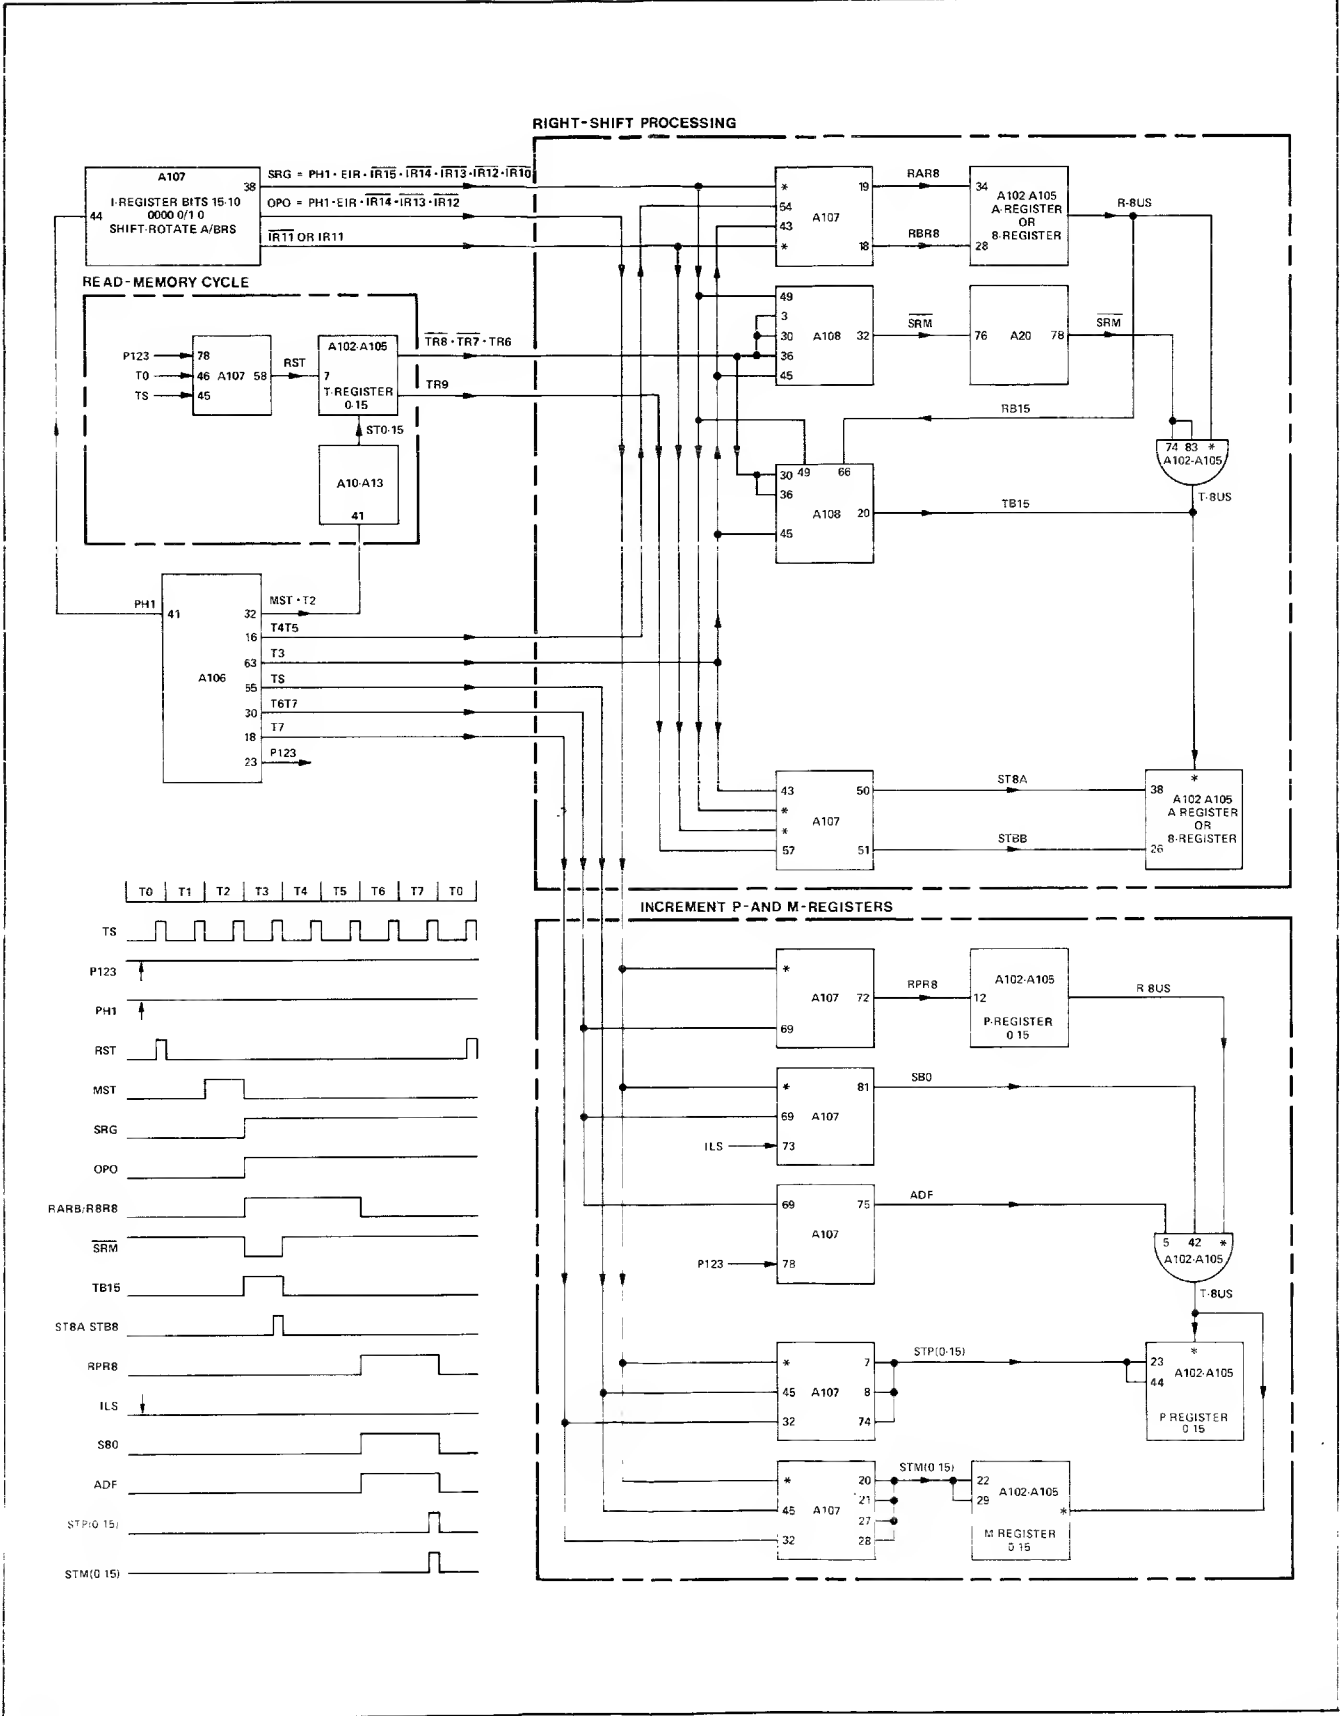 RIGHT-SHIFT PROCESSING
A107
38
I-REGISTER BITS 15-10
0000 0/1 0
SHIFT-ROTATE A/BRS
44
SRG = PH1 · EIR · IR15 · IR14 · IR13 · IR12 · IR10
OPO = PH1 · EIR · IR14 · IR13 · IR12
IR11 OR IR11
READ-MEMORY CYCLE
P123
T0
TS
78
46 A107 58
45
RST
A102-A105
7
T-REGISTER
0-15
ST0-15
A10-A13
41
TR8 · TR7 · TR6
TR9
PH1
41
A106
32
16
63
55
30
18
23
MST · T2
T4T5
T3
TS
T6T7
T7
P123
*
54
43
*
A107
19
18
RAR8
RBR8
34
28
A102 A105
A-REGISTER
OR
8-REGISTER
R-8US
49
3
30
36
45
A108
32
SRM
76
A20
78
SRM
RB15
74 83 *
A102-A105
T-8US
30
49
66
36
A108
20
45
TB15
43
*
*
57
A107
50
51
ST8A
STBB
*
38
26
A102 A105
A REGISTER
OR
8-REGISTER
INCREMENT P-AND M-REGISTERS
*
69
A107
72
RPR8
12
A102-A105
P-REGISTER
0 15
R 8US
*
69
ILS
73
A107
81
SB0
69
P123
78
A107
75
ADF
5 42 *
A102-A105
T-8US
*
45
32
A107
7
8
74
STP(0-15)
*
23
44
A102-A105
P REGISTER
0 15
*
45
32
A107
20
21
27
28
STM(0 15)
22
29
A102-A105
*
M REGISTER
0 15
T0 T1 T2 T3 T4 T5 T6 T7 T0
TS
P123
PH1
RST
MST
SRG
OPO
RARB/R8R8
SRM
TB15
ST8A STB8
RPR8
ILS
S80
ADF
STP(0 15)
STM(0 15)